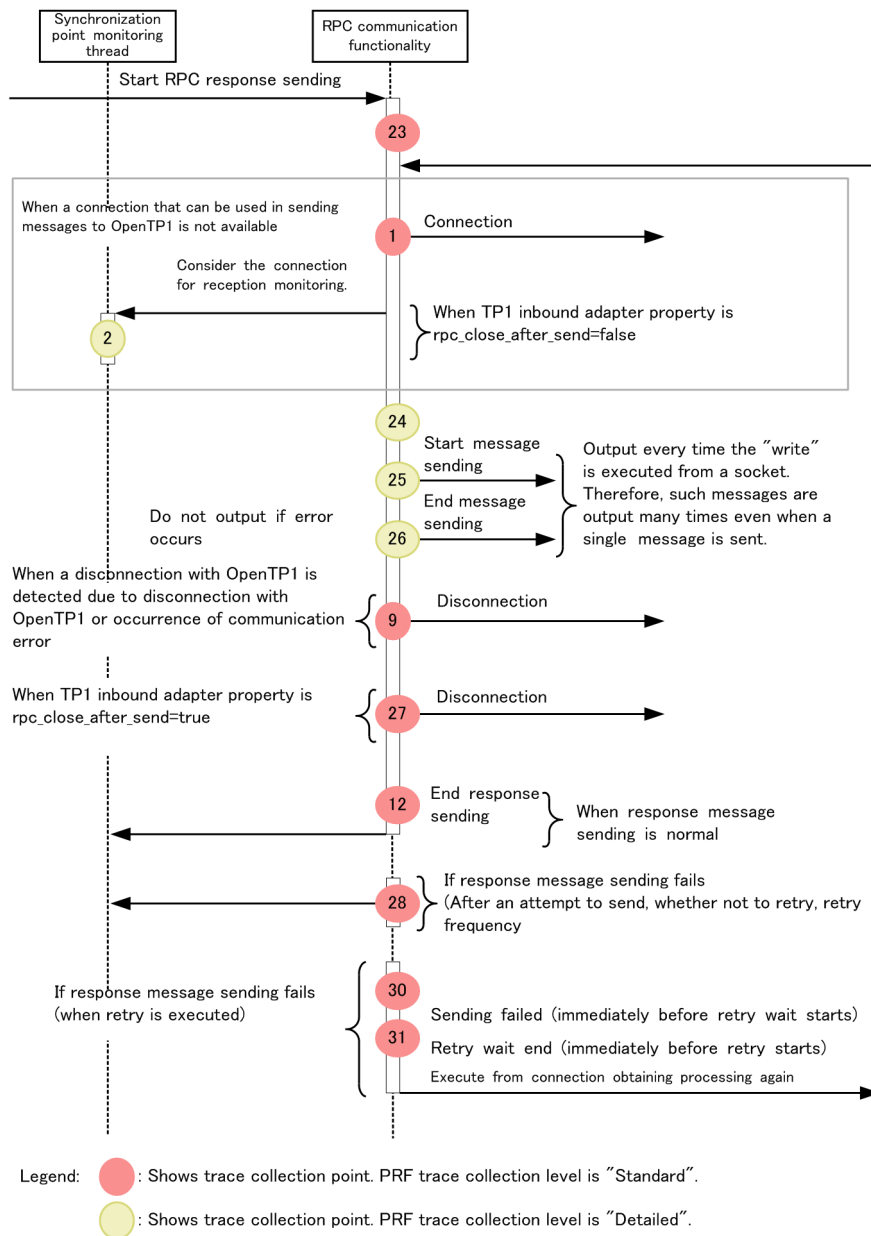 Synchronization
point monitoring
thread
RPC communication
functionality
Start RPC response sending
23
When a connection that can be used in sending
messages to OpenTP1 is not available
1
Connection
Consider the connection
for reception monitoring.
2
When TP1 inbound adapter property is
rpc_close_after_send=false
24
Start message
sending
25
End message
sending
26
Output every time the "write"
is executed from a socket.
Therefore, such messages are
output many times even when a
single message is sent.
Do not output if error
occurs
When a disconnection with OpenTP1 is
detected due to disconnection with
OpenTP1 or occurrence of communication
error
9
Disconnection
When TP1 inbound adapter property is
rpc_close_after_send=true
27
Disconnection
12
End response
sending
When response message
sending is normal
28
If response message sending fails
(After an attempt to send, whether not to retry, retry
frequency
If response message sending fails
(when retry is executed)
30
Sending failed (immediately before retry wait starts)
31
Retry wait end (immediately before retry starts)
Execute from connection obtaining processing again
Legend:
: Shows trace collection point. PRF trace collection level is "Standard".
: Shows trace collection point. PRF trace collection level is "Detailed".